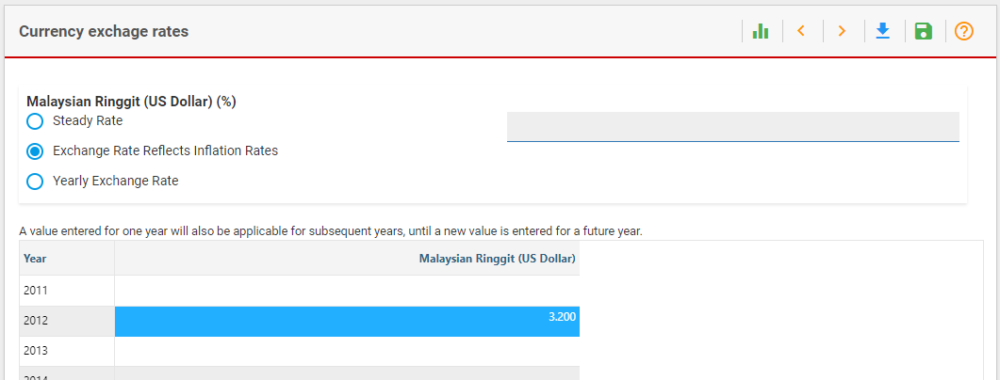 Currency exchage rates
Malaysian Ringgit (US Dollar) (%)
Steady Rate
Exchange Rate Reflects Inflation Rates
Yearly Exchange Rate
A value entered for one year will also be applicable for subsequent years, until a new value is entered for a future year.
Year Malaysian Ringgit (US Dollar)
2011
2012 3.200
2013
2014